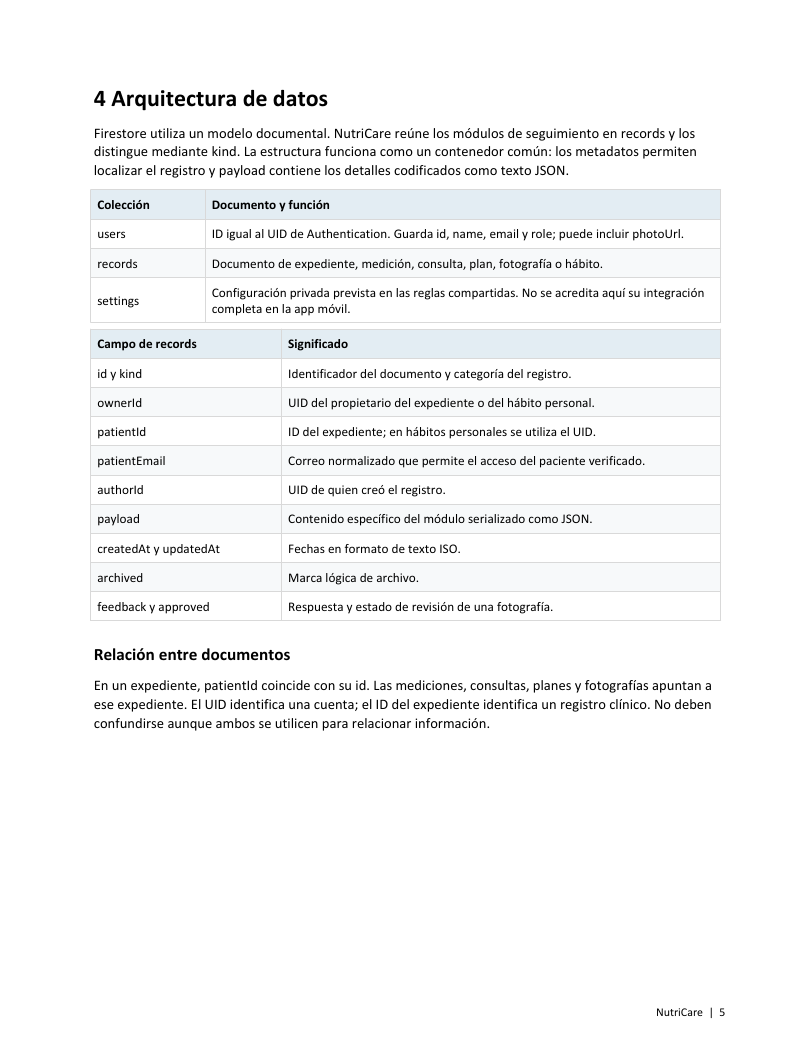 4 Arquitectura de datos
Firestore utiliza un modelo documental. NutriCare reúne los módulos de seguimiento en records y los
distingue mediante kind. La estructura funciona como un contenedor común: los metadatos permiten
localizar el registro y payload contiene los detalles codificados como texto JSON.
Colección Documento y función
users ID igual al UID de Authentication. Guarda id, name, email y role; puede incluir photoUrl.
records Documento de expediente, medición, consulta, plan, fotografía o hábito.
settings Configuración privada prevista en las reglas compartidas. No se acredita aquí su integración
completa en la app móvil.
Campo de records Significado
id y kind Identificador del documento y categoría del registro.
ownerId UID del propietario del expediente o del hábito personal.
patientId ID del expediente; en hábitos personales se utiliza el UID.
patientEmail Correo normalizado que permite el acceso del paciente verificado.
authorId UID de quien creó el registro.
payload Contenido específico del módulo serializado como JSON.
createdAt y updatedAt Fechas en formato de texto ISO.
archived Marca lógica de archivo.
feedback y approved Respuesta y estado de revisión de una fotografía.
Relación entre documentos
En un expediente, patientId coincide con su id. Las mediciones, consultas, planes y fotografías apuntan a
ese expediente. El UID identifica una cuenta; el ID del expediente identifica un registro clínico. No deben
confundirse aunque ambos se utilicen para relacionar información.
NutriCare | 5